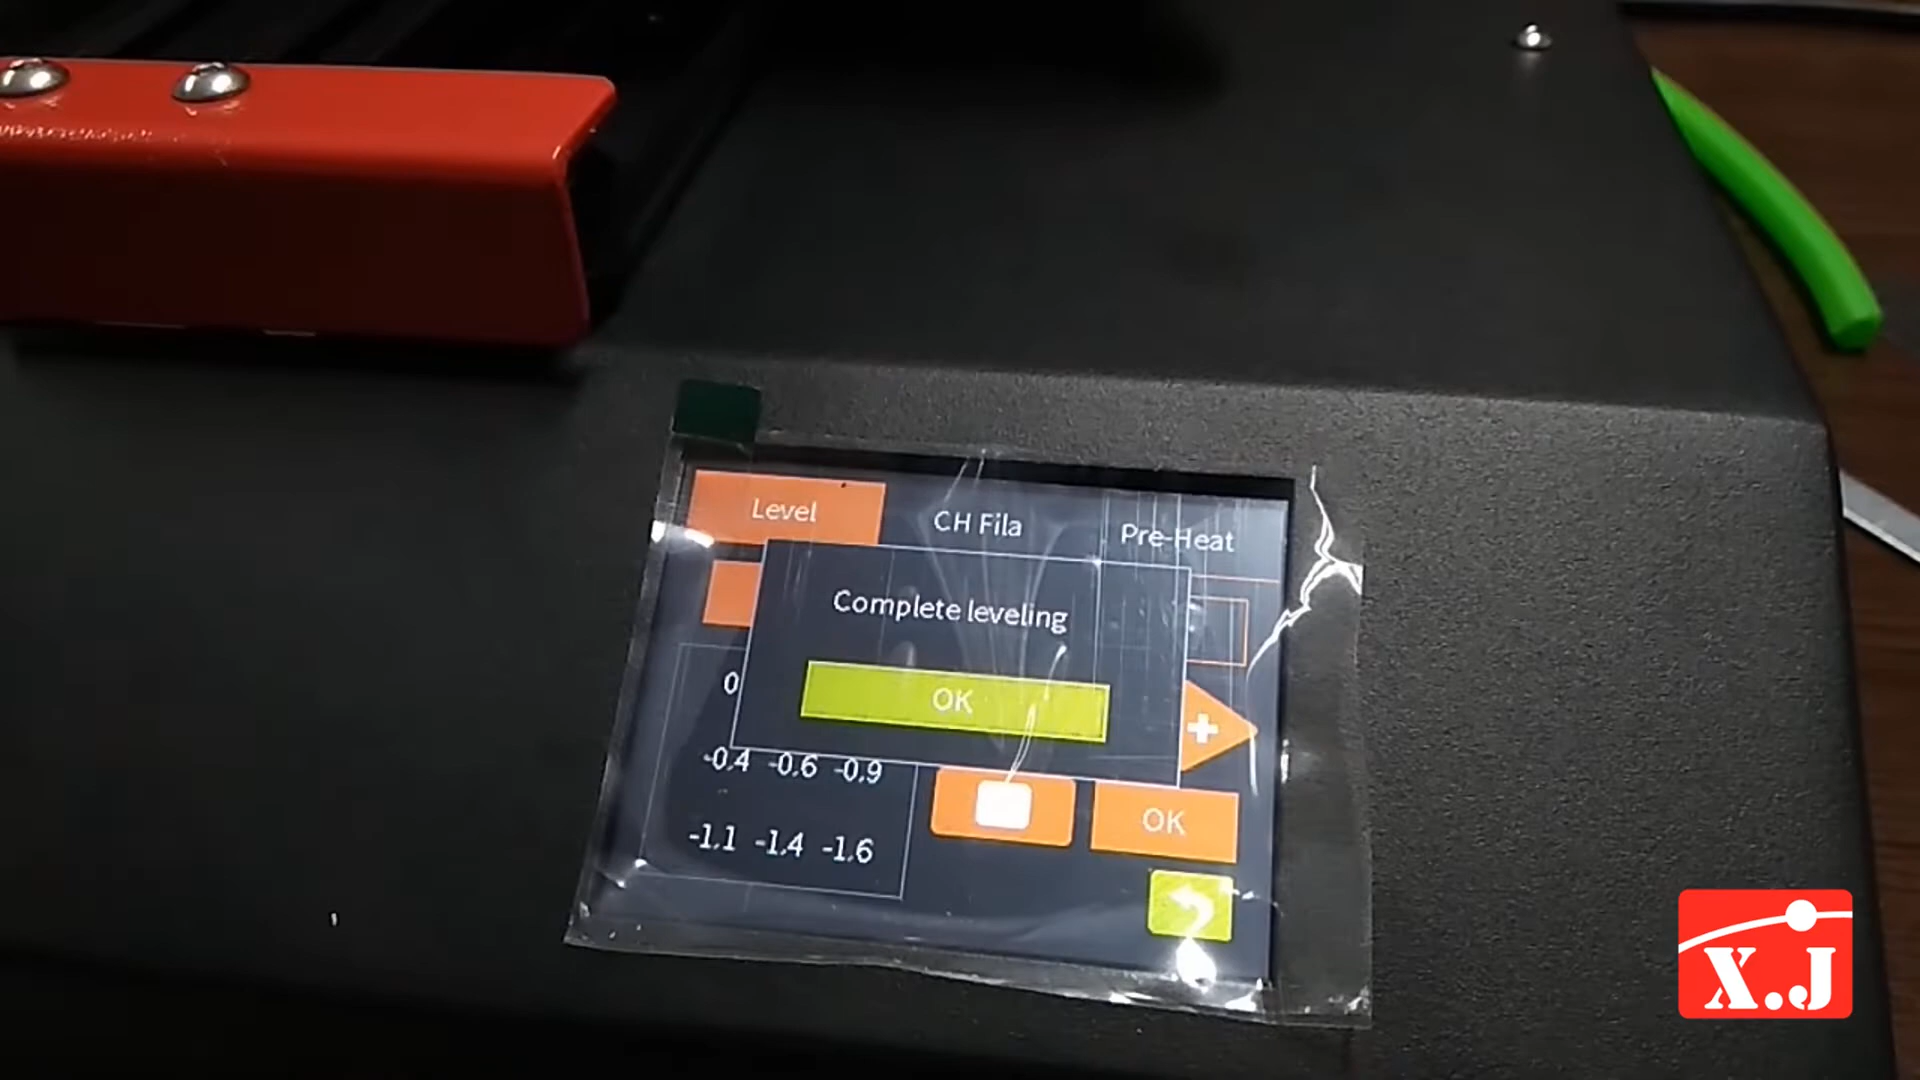 Level
CH Fila
Pre-Heat
Complete leveling
OK
0
-0.4 -0.6 -0.9
OK
-1.1 -1.4 -1.6
X.J